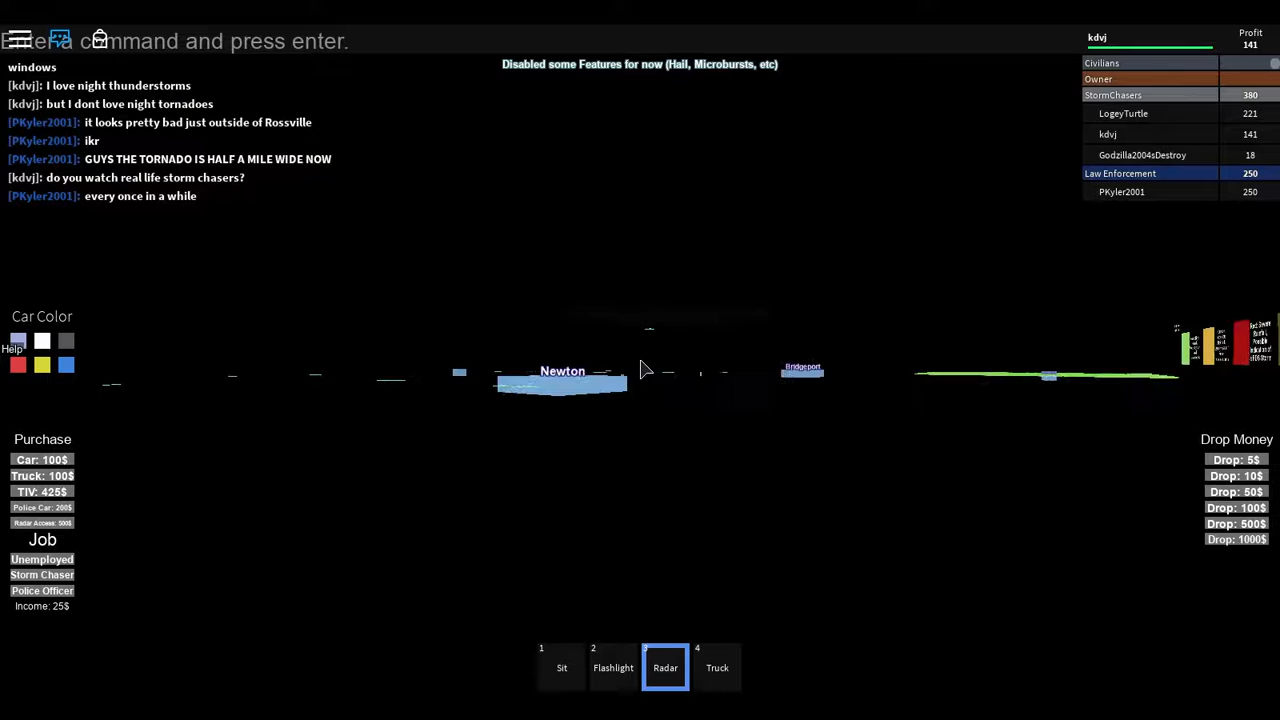 Enter a command and press enter.
kdvj
Profit
141
windows
[kdvj]: I love night thunderstorms
[kdvj]: but I dont love night tornadoes
[PKyler2001]: it looks pretty bad just outside of Rossville
[PKyler2001]: ikr
[PKyler2001]: GUYS THE TORNADO IS HALF A MILE WIDE NOW
[kdvj]: do you watch real life storm chasers?
[PKyler2001]: every once in a while
Disabled some Features for now (Hail, Microbursts, etc)
Civilians
Owner
StormChasers 380
LogeyTurtle 221
kdvj 141
Godzilla2004sDestroy 18
Law Enforcement 250
PKyler2001 250
Car Color
Help
Newton
Bridgeport
Purchase
Car: 100$
Truck: 100$
TIV: 425$
Police Car: 200$
Radar Access: 500$
Job
Unemployed
Storm Chaser
Police Officer
Income: 25$
Drop Money
Drop: 5$
Drop: 10$
Drop: 50$
Drop: 100$
Drop: 500$
Drop: 1000$
1 Sit
2 Flashlight
3 Radar
4 Truck